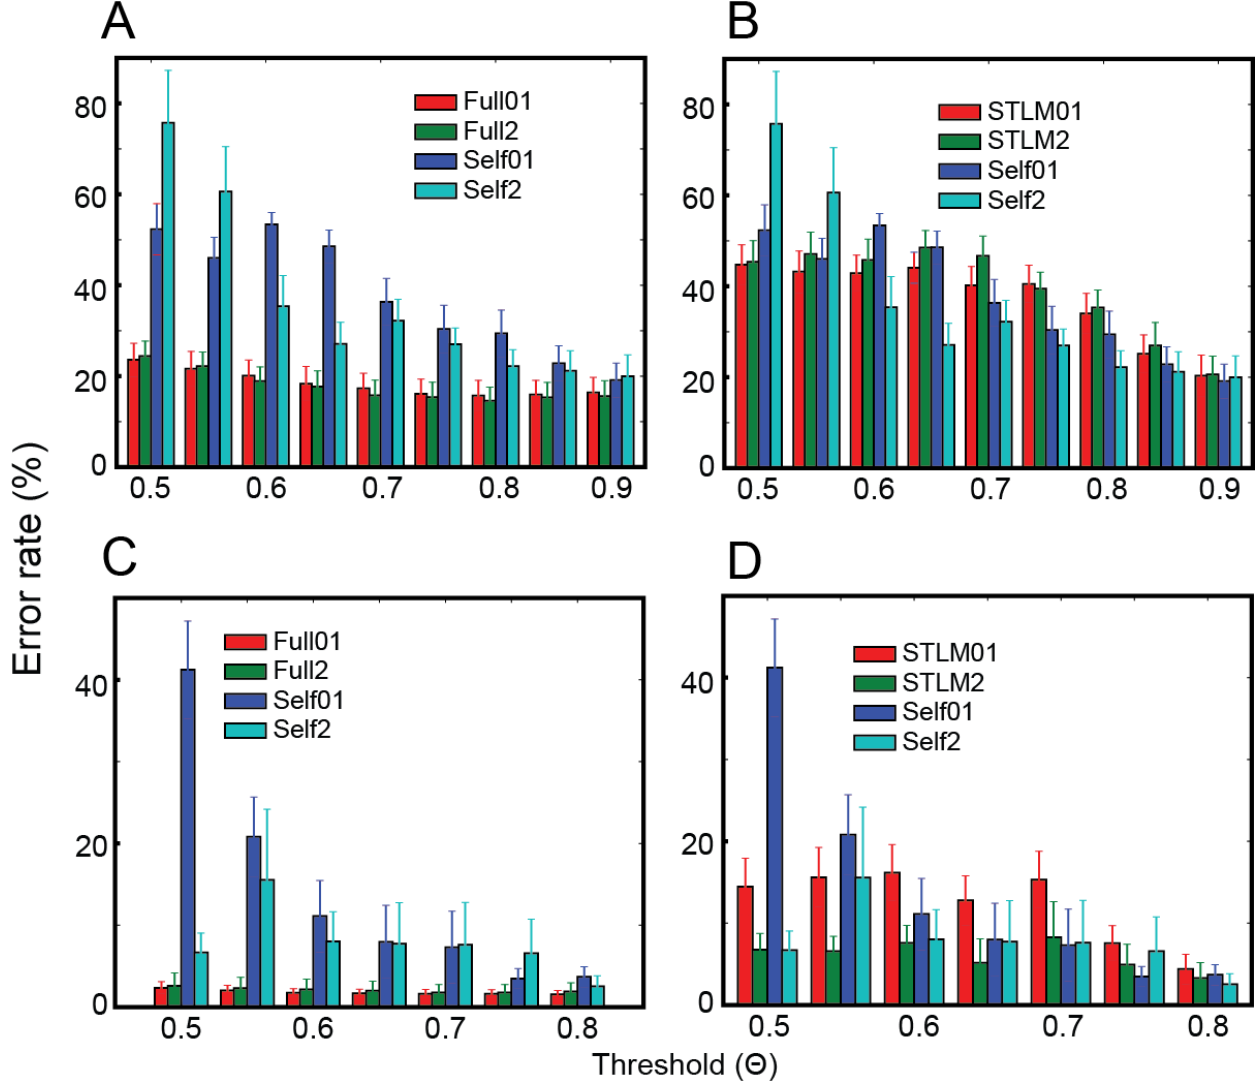 A
80
60
40
20
0
Full01
Full2
Self01
Self2
0.5 0.6 0.7 0.8 0.9
B
80
60
40
20
0
STLM01
STLM2
Self01
Self2
0.5 0.6 0.7 0.8 0.9
Error rate (%)
C
40
20
0
Full01
Full2
Self01
Self2
0.5 0.6 0.7 0.8
D
40
20
0
STLM01
STLM2
Self01
Self2
0.5 0.6 0.7 0.8
Threshold (Θ)